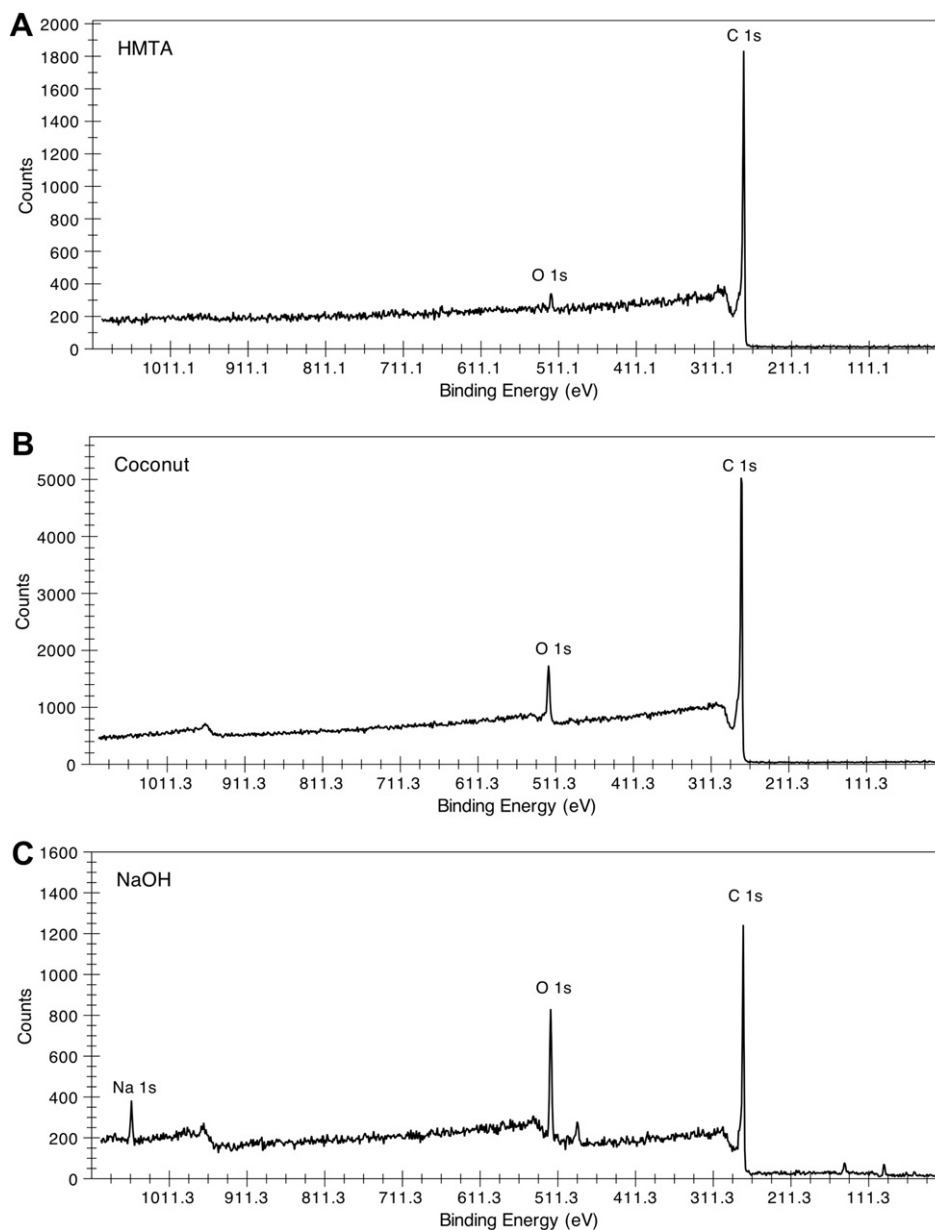 A
HMTA
C 1s
O 1s
2000
1800
1600
1400
1200
1000
800
600
400
200
0
Counts
1011.1 911.1 811.1 711.1 611.1 511.1 411.1 311.1 211.1 111.1
Binding Energy (eV)
B
Coconut
C 1s
O 1s
5000
4000
3000
2000
1000
0
Counts
1011.3 911.3 811.3 711.3 611.3 511.3 411.3 311.3 211.3 111.3
Binding Energy (eV)
C
NaOH
C 1s
O 1s
Na 1s
1600
1400
1200
1000
800
600
400
200
0
Counts
1011.3 911.3 811.3 711.3 611.3 511.3 411.3 311.3 211.3 111.3
Binding Energy (eV)